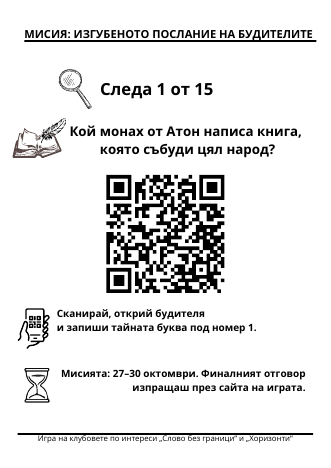 МИСИЯ: ИЗГУБЕНОТО ПОСЛАНИЕ НА БУДИТЕЛИТЕ
Следа 1 от 15
Кой монах от Атон написа книга,
която събуди цял народ?
Сканирай, открий будителя
и запиши тайната буква под номер 1.
Мисията: 27–30 октомври. Финалният отговор
изпращаш през сайта на играта.
Игра на клубовете по интереси „Слово без граници“ и „Хоризонти“